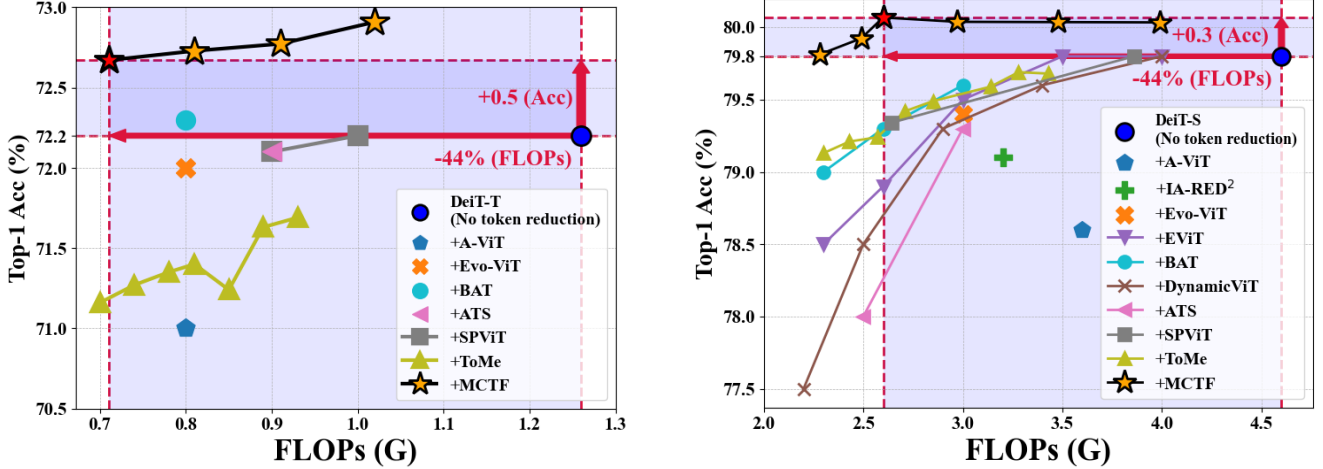 73.0
72.5
72.2
72.0
71.5
71.0
70.5
Top-1 Acc (%)
+0.5 (Acc)
-44% (FLOPs)
DeiT-T
(No token reduction)
+A-ViT
+Evo-ViT
+BAT
+ATS
+SPViT
+ToMe
+MCTF
0.7 0.8 0.9 1.0 1.1 1.2 1.3
FLOPs (G)
80.0
79.8
79.5
79.0
78.5
78.0
77.5
Top-1 Acc (%)
+0.3 (Acc)
-44% (FLOPs)
DeiT-S
(No token reduction)
+A-ViT
+IA-RED²
+Evo-ViT
+EViT
+BAT
+DynamicViT
+ATS
+SPViT
+ToMe
+MCTF
2.0 2.5 3.0 3.5 4.0 4.5
FLOPs (G)